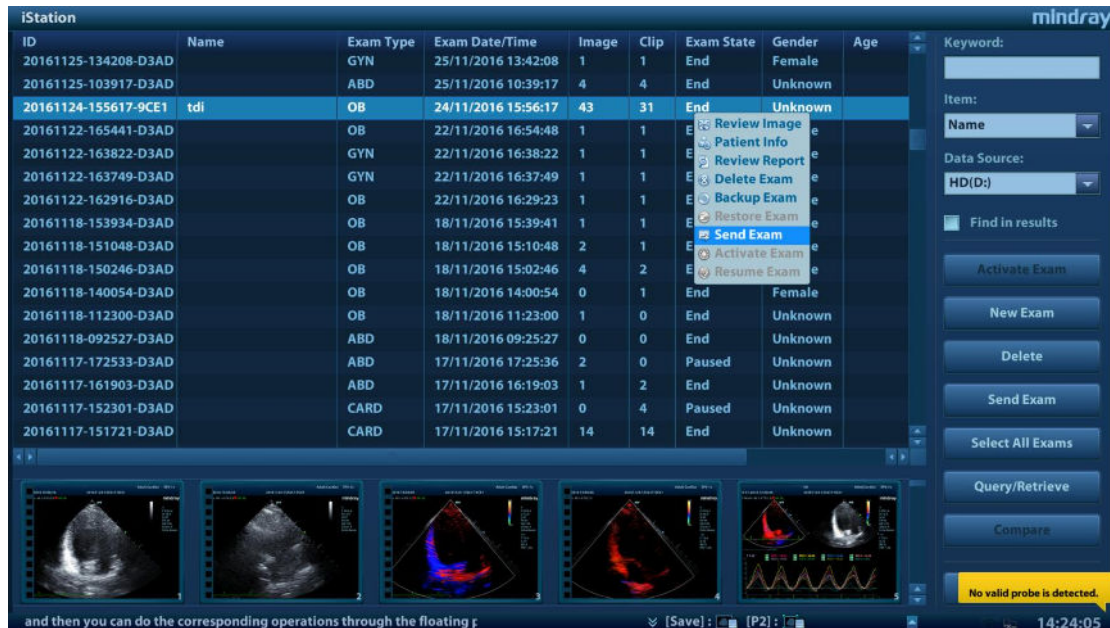 iStation
mindray
ID Name Exam Type Exam Date/Time Image Clip Exam State Gender Age
20161125-134208-D3AD GYN 25/11/2016 13:42:08 1 1 End Female
20161125-103917-D3AD ABD 25/11/2016 10:39:17 4 4 End Unknown
20161124-155617-9CE1 tdi OB 24/11/2016 15:56:17 43 31 End Unknown
20161122-165441-D3AD OB 22/11/2016 16:54:48 1 1 E e
20161122-163822-D3AD GYN 22/11/2016 16:38:22 1 1 E e
20161122-163749-D3AD GYN 22/11/2016 16:37:49 1 1 E e
20161122-162916-D3AD OB 22/11/2016 16:29:23 1 1 E e
20161118-153934-D3AD OB 18/11/2016 15:39:41 1 1 E e
20161118-151048-D3AD OB 18/11/2016 15:10:48 2 1 E e
20161118-150246-D3AD OB 18/11/2016 15:02:46 4 2 E e
20161118-140054-D3AD OB 18/11/2016 14:00:54 0 1 End Female
20161118-112300-D3AD OB 18/11/2016 11:23:00 1 0 End Unknown
20161118-092527-D3AD ABD 18/11/2016 09:25:27 0 0 End Unknown
20161117-172533-D3AD ABD 17/11/2016 17:25:36 2 0 Paused Unknown
20161117-161903-D3AD ABD 17/11/2016 16:19:03 1 2 End Unknown
20161117-152301-D3AD CARD 17/11/2016 15:23:01 0 4 Paused Unknown
20161117-151721-D3AD CARD 17/11/2016 15:17:21 14 14 End Unknown
Review Image
Patient Info
Review Report
Delete Exam
Backup Exam
Restore Exam
Send Exam
Activate Exam
Resume Exam
Keyword:
Item:
Name
Data Source:
HD(D:)
Find in results
Activate Exam
New Exam
Delete
Send Exam
Select All Exams
Query/Retrieve
Compare
1
2
3
4
5
No valid probe is detected.
and then you can do the corresponding operations through the floating p
[Save] : [P2] :
14:24:05